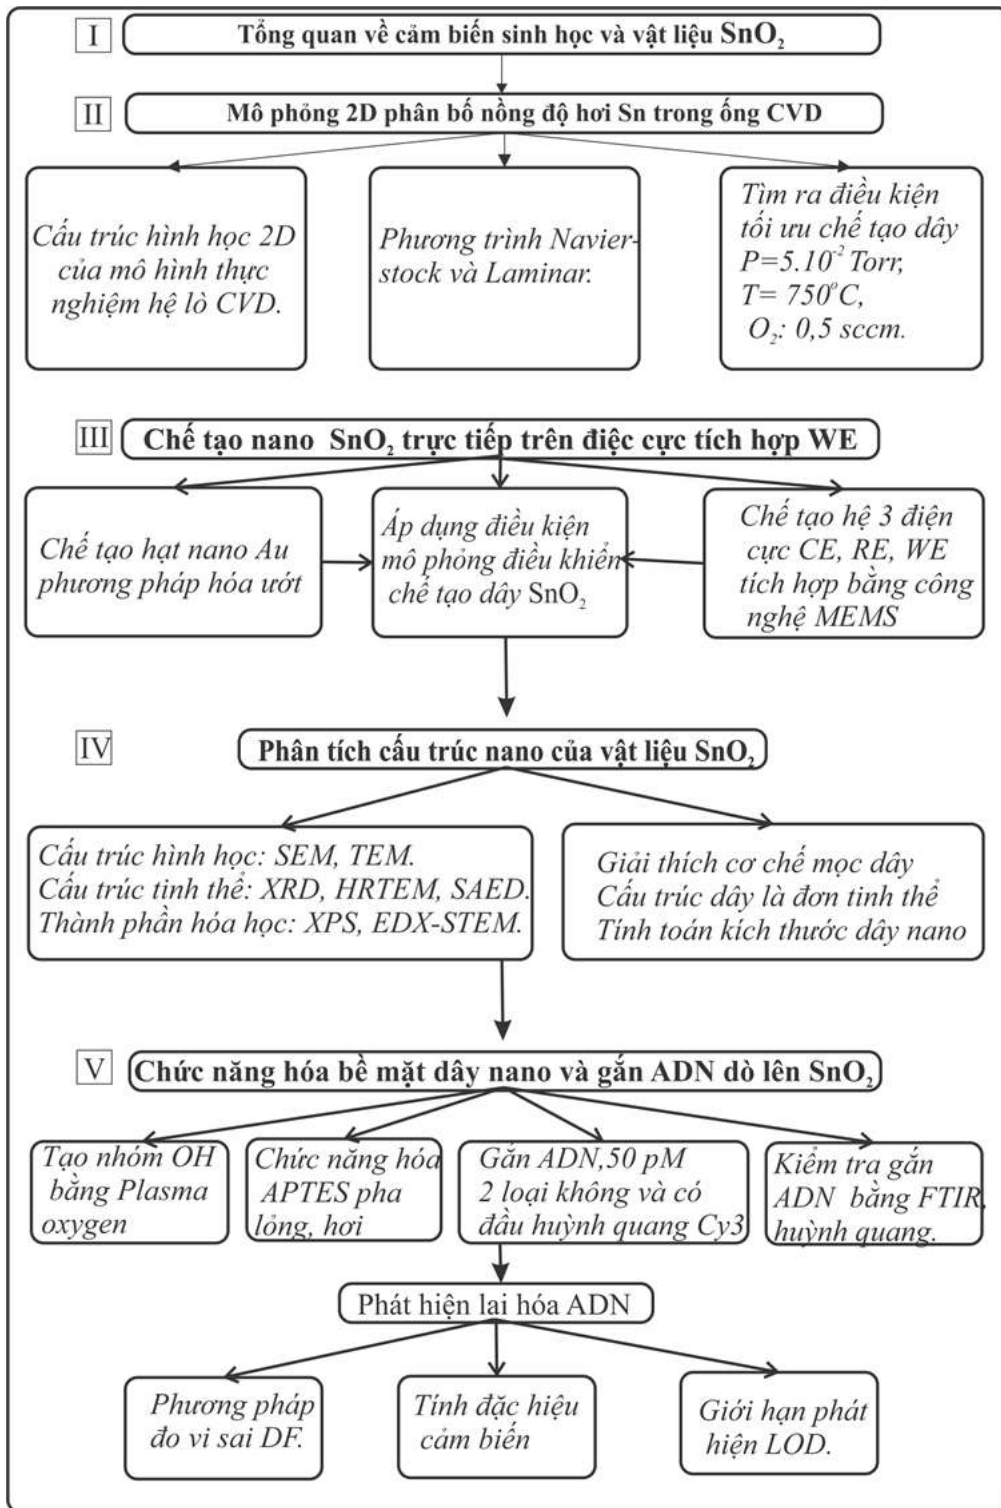 I
Tổng quan về cảm biến sinh học và vật liệu SnO₂
II
Mô phỏng 2D phân bố nồng độ hơi Sn trong ống CVD
Cấu trúc hình học 2D
của mô hình thực
nghiệm hệ lò CVD.
Phương trình Navier-
stock và Laminar.
Tìm ra điều kiện
tối ưu chế tạo dây
P=5.10⁻² Torr,
T= 750°C,
O₂: 0,5 sccm.
III
Chế tạo nano SnO₂ trực tiếp trên điệc cực tích hợp WE
Chế tạo hạt nano Au
phương pháp hóa ướt
Áp dụng điều kiện
mô phỏng điều khiển
chế tạo dây SnO₂
Chế tạo hệ 3 điện
cực CE, RE, WE
tích hợp bằng công
nghệ MEMS
IV
Phân tích cấu trúc nano của vật liệu SnO₂
Cấu trúc hình học: SEM, TEM.
Cấu trúc tinh thể: XRD, HRTEM, SAED.
Thành phần hóa học: XPS, EDX-STEM.
Giải thích cơ chế mọc dây
Cấu trúc dây là đơn tinh thể
Tính toán kích thước dây nano
V
Chức năng hóa bề mặt dây nano và gắn ADN dò lên SnO₂
Tạo nhóm OH
bằng Plasma
oxygen
Chức năng hóa
APTES pha
lỏng, hơi
Gắn ADN,50 pM
2 loại không và có
đầu huỳnh quang Cy3
Kiểm tra gắn
ADN bằng FTIR,
huỳnh quang.
Phát hiện lai hóa ADN
Phương pháp
đo vi sai DF.
Tính đặc hiệu
cảm biến
Giới hạn phát
hiện LOD.